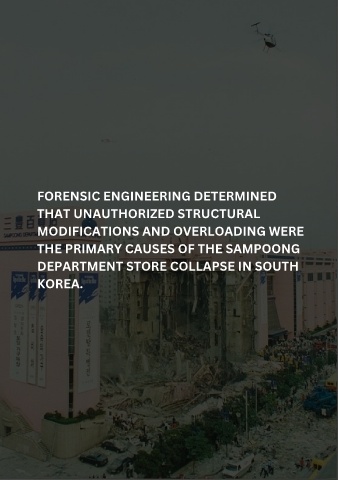 FORENSIC ENGINEERING DETERMINED
THAT UNAUTHORIZED STRUCTURAL
MODIFICATIONS AND OVERLOADING WERE
THE PRIMARY CAUSES OF THE SAMPOONG
DEPARTMENT STORE COLLAPSE IN SOUTH
KOREA.